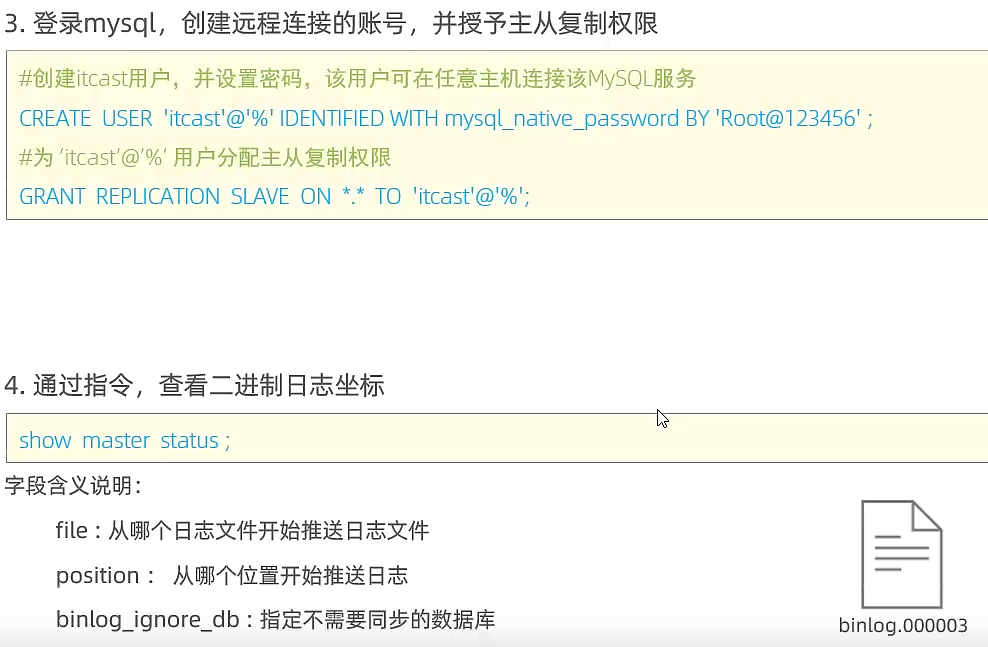 3. 登录mysql，创建远程连接的账号，并授予主从复制权限
#创建itcast用户，并设置密码，该用户可在任意主机连接该MySQL服务
CREATE USER 'itcast'@'%' IDENTIFIED WITH mysql_native_password BY 'Root@123456' ;
#为 'itcast'@'%' 用户分配主从复制权限
GRANT REPLICATION SLAVE ON *.* TO 'itcast'@'%';
4. 通过指令，查看二进制日志坐标
show master status ;
字段含义说明：
file : 从哪个日志文件开始推送日志文件
position ： 从哪个位置开始推送日志
binlog_ignore_db : 指定不需要同步的数据库
binlog.000003